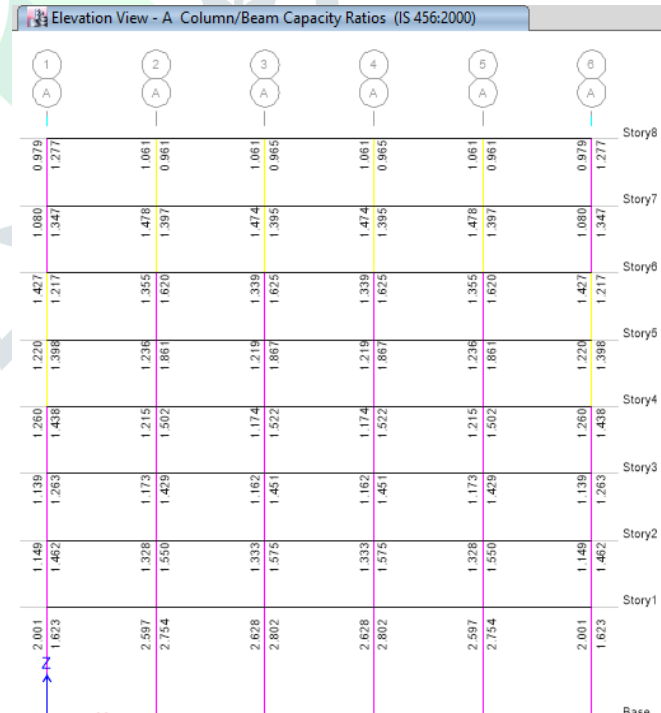 Elevation View - A Column/Beam Capacity Ratios (IS 456:2000)
1 2 3 4 5 6
A A A A A A
Story8
0.979 1.277 1.061 0.961 1.061 0.965 1.061 0.965 1.061 0.961 0.979 1.277
Story7
1.080 1.347 1.478 1.397 1.474 1.395 1.474 1.395 1.478 1.397 1.080 1.347
Story6
1.427 1.217 1.355 1.620 1.339 1.625 1.339 1.625 1.355 1.620 1.427 1.217
Story5
1.220 1.398 1.236 1.861 1.219 1.867 1.219 1.867 1.236 1.861 1.220 1.398
Story4
1.260 1.438 1.215 1.502 1.174 1.522 1.174 1.522 1.215 1.502 1.260 1.438
Story3
1.139 1.263 1.173 1.429 1.162 1.451 1.162 1.451 1.173 1.429 1.139 1.263
Story2
1.149 1.462 1.328 1.550 1.333 1.575 1.333 1.575 1.328 1.550 1.149 1.462
Story1
2.001 1.623 2.597 2.754 2.628 2.802 2.628 2.802 2.597 2.754 2.001 1.623
Z
Base